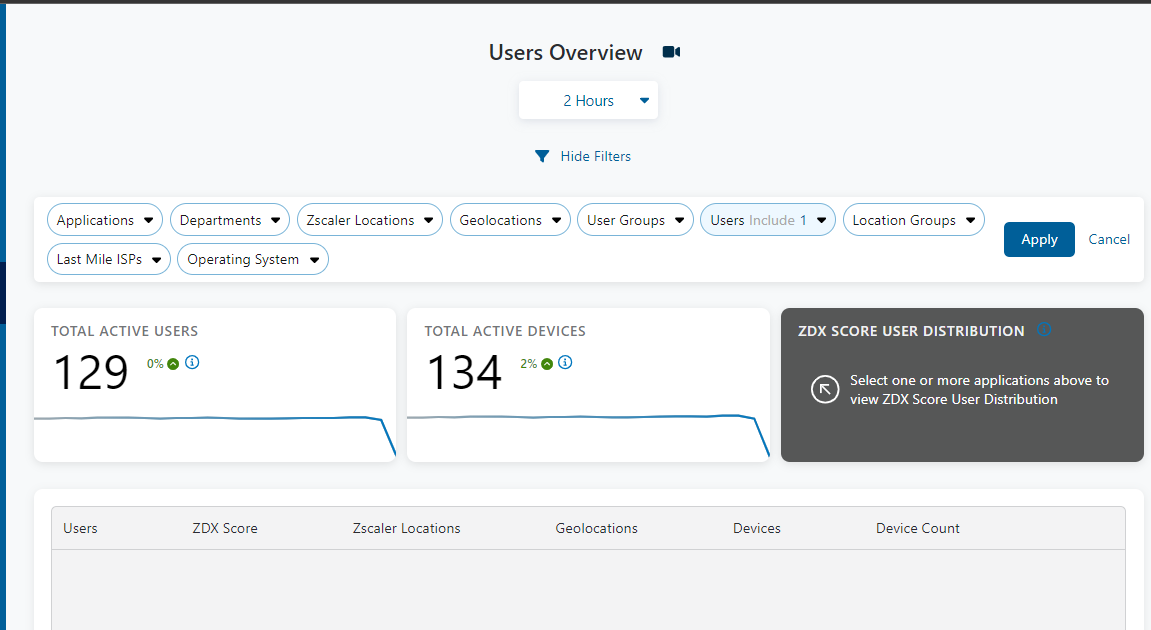 Users Overview
2 Hours
Hide Filters
Applications
Departments
Zscaler Locations
Geolocations
User Groups
Users Include 1
Location Groups
Last Mile ISPs
Operating System
Apply
Cancel
TOTAL ACTIVE USERS
129 0%
TOTAL ACTIVE DEVICES
134 2%
ZDX SCORE USER DISTRIBUTION
Select one or more applications above to
view ZDX Score User Distribution
Users ZDX Score Zscaler Locations Geolocations Devices Device Count